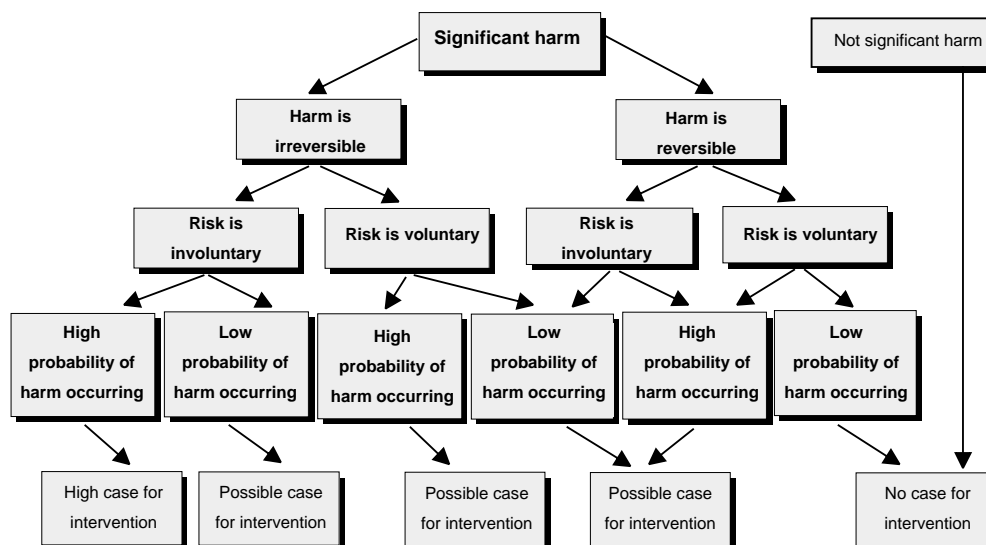 Significant harm
Not significant harm
Harm is
irreversible
Harm is
reversible
Risk is
involuntary
Risk is voluntary
Risk is
involuntary
Risk is voluntary
High
probability of
harm occurring
Low
probability of
harm occurring
High
probability of
harm occurring
Low
probability of
harm occurring
High
probability of
harm occurring
Low
probability of
harm occurring
High case for
intervention
Possible case
for intervention
Possible case
for intervention
Possible case
for intervention
No case for
intervention